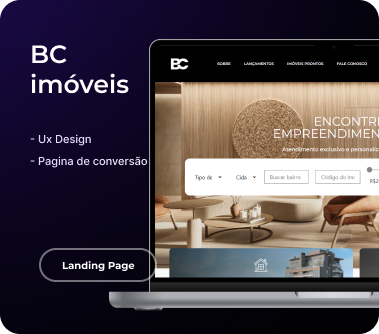 BC
imóveis
- Ux Design
- Pagina de conversão
Landing Page
BC
SOBRE LANÇAMENTOS IMÓVEIS PRONTOS FALE CONOSCO
ENCONTR
EMPREENDIMEN
Atendimento exclusivo e personaliz
Tipo de Cida Buscar bairro Código do im
R$2